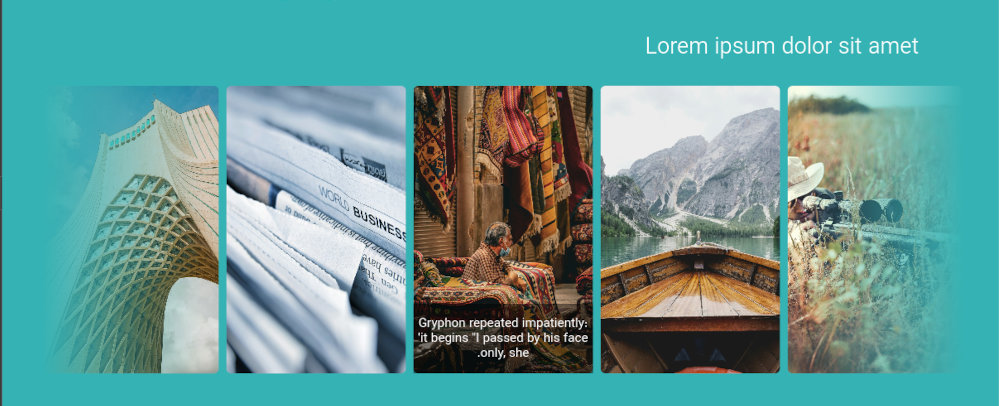 Lorem ipsum dolor sit amet
WORLD BUSINESS
Gryphon repeated impatiently:
'it begins "I passed by his face
.only, she